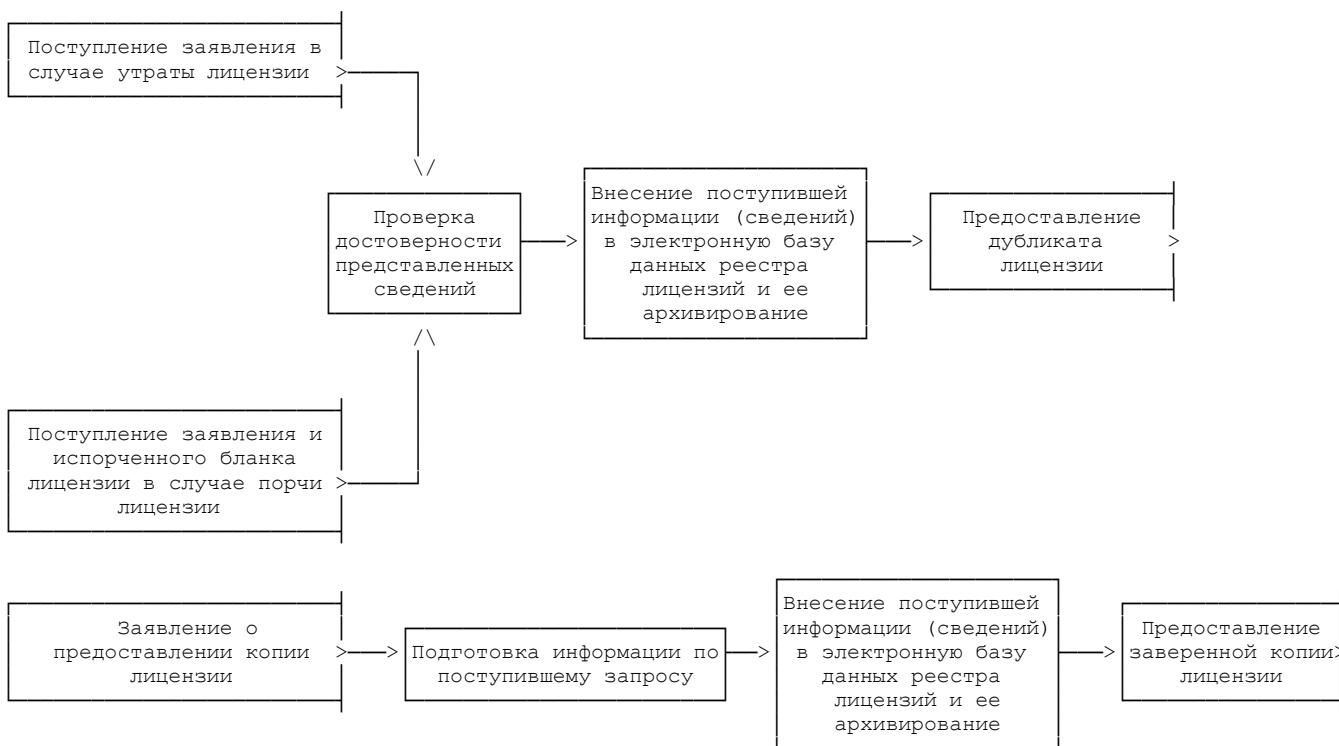 Поступление заявления в
случае утраты лицензии
Проверка
достоверности
представленных
сведений
Внесение поступившей
информации (сведений)
в электронную базу
данных реестра
лицензий и ее
архивирование
Предоставление
дубликата
лицензии
Поступление заявления и
испорченного бланка
лицензии в случае порчи
лицензии
Заявление о
предоставлении копии
лицензии
Подготовка информации по
поступившему запросу
Внесение поступившей
информации (сведений)
в электронную базу
данных реестра
лицензий и ее
архивирование
Предоставление
заверенной копии
лицензии